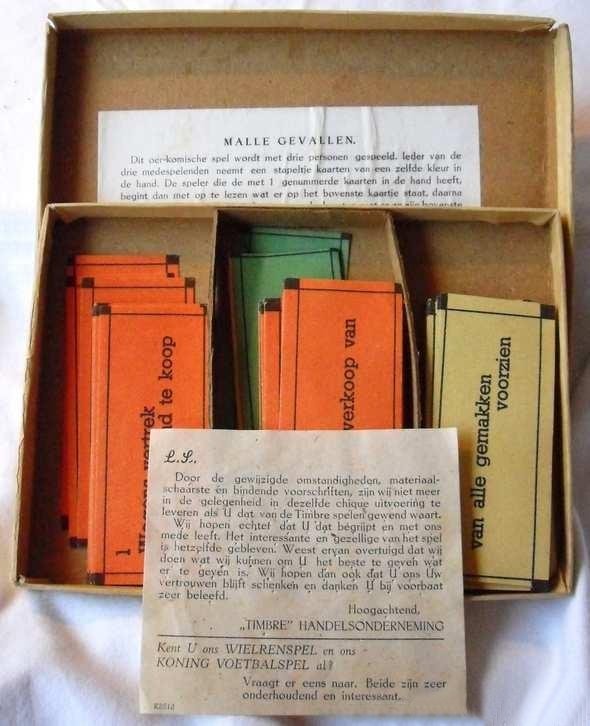 MALLE GEVALLEN.
Dit oer-komische spel wordt met drie personen gespeeld. Ieder van de
drie medespelenden neemt een stapeltje kaarten van een zelfde kleur in
de hand. De speler die de met 1 genummerde kaarten in de hand heeft,
begint dan met op te lezen wat er op het bovenste kaartje staat, daarna
1
vertrek
te koop
verkoop van
van alle gemakken
voorzien
L.S.
Door de gewijzigde omstandigheden, materiaal-
schaarste en bindende voorschriften, zijn wij niet meer
in de gelegenheid in dezelfde chique uitvoering te
leveren als U dat van de Timbre spelen gewend waart.
Wij hopen echter dat U dat begrijpt en met ons
mede leeft. Het interessante en gezellige van het spel
is hetzelfde gebleven. Weest ervan overtuigd dat wij
doen wat wij kunnen om U het beste te geven wat
er te geven is. Wij hopen dan ook dat U ons Uw
vertrouwen blijft schenken en danken U bij voorbaat
zeer beleefd.
Hoogachtend,
„TIMBRE" HANDELSONDERNEMING
Kent U ons WIELRENSPEL en ons
KONING VOETBALSPEL al?
Vraagt er eens naar. Beide zijn zeer
onderhoudend en interessant.